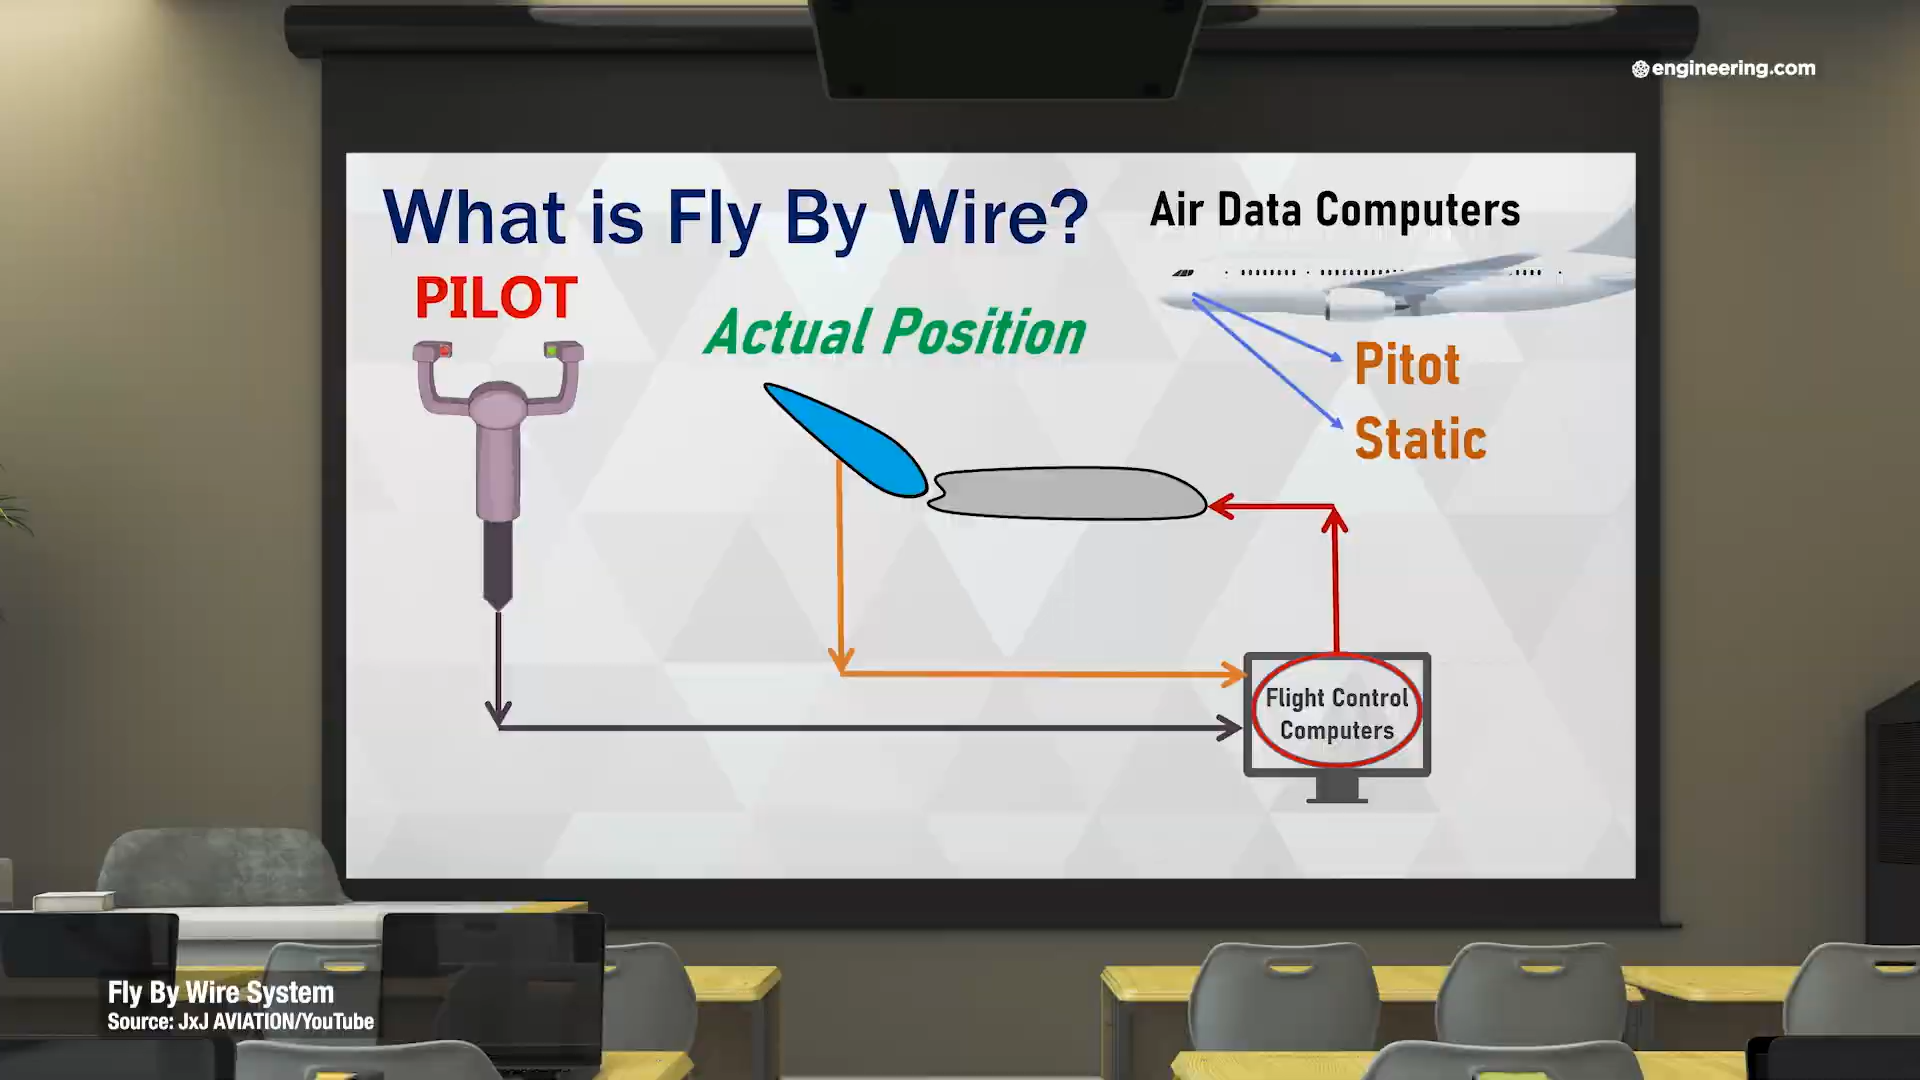 engineering.com
What is Fly By Wire?
Air Data Computers
PILOT
Actual Position
Pitot
Static
Flight Control
Computers
Fly By Wire System
Source: JxJ AVIATION/YouTube